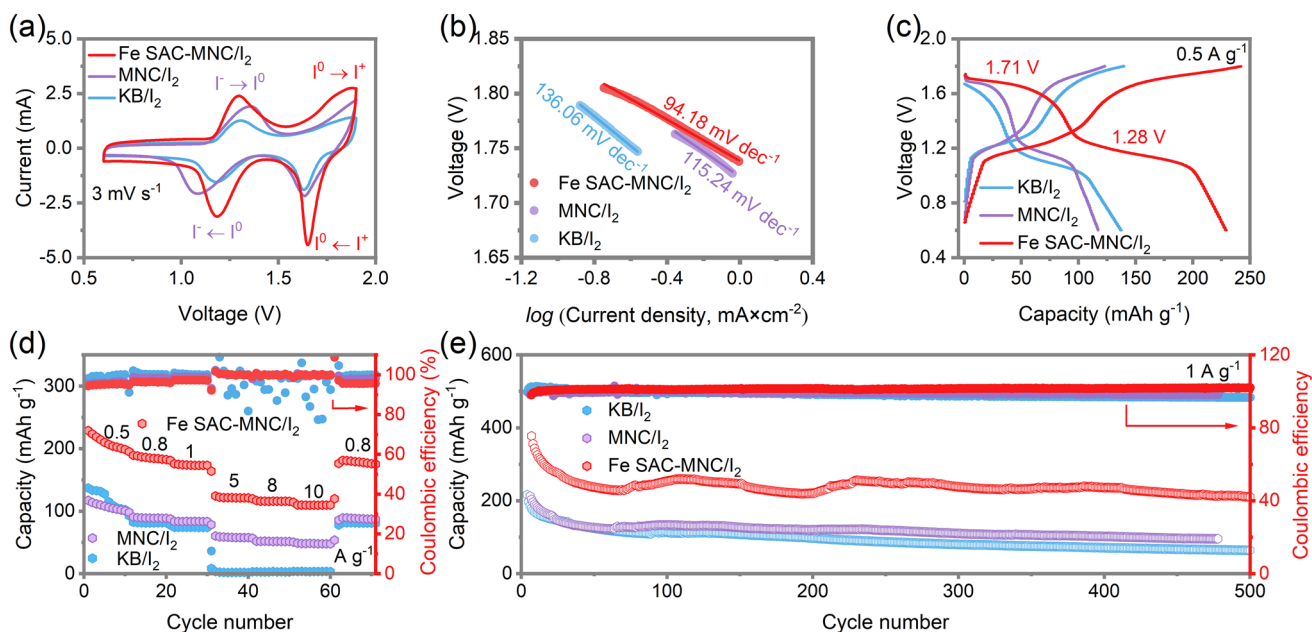 (a)
Current (mA)
5.0
2.5
0.0
-2.5
-5.0
Fe SAC-MNC/I₂
MNC/I₂
KB/I₂
I⁻ → I⁰
I⁰ → I⁺
3 mV s⁻¹
I⁻ ← I⁰
I⁰ ← I⁺
0.6
1.0
1.5
2.0
Voltage (V)
(b)
Voltage (V)
1.85
1.80
1.75
1.70
1.65
136.06 mV dec⁻¹
94.18 mV dec⁻¹
115.24 mV dec⁻¹
Fe SAC-MNC/I₂
MNC/I₂
KB/I₂
-1.2
-0.8
-0.4
0.0
0.4
log (Current density, mA×cm⁻²)
(c)
Voltage (V)
2.0
1.6
1.2
0.8
0.4
0.5 A g⁻¹
1.71 V
1.28 V
KB/I₂
MNC/I₂
Fe SAC-MNC/I₂
0
50
100
150
200
250
Capacity (mAh g⁻¹)
(d)
Capacity (mAh g⁻¹)
300
200
100
0
Fe SAC-MNC/I₂
0.5
0.8
1
5
8
10
0.8
MNC/I₂
KB/I₂
A g⁻¹
100
80
60
40
20
0
Coulombic efficiency (%)
0
20
40
60
Cycle number
(e)
Capacity (mAh g⁻¹)
600
400
200
0
1 A g⁻¹
KB/I₂
MNC/I₂
Fe SAC-MNC/I₂
120
80
40
0
Coulombic efficiency
0
100
200
300
400
500
Cycle number